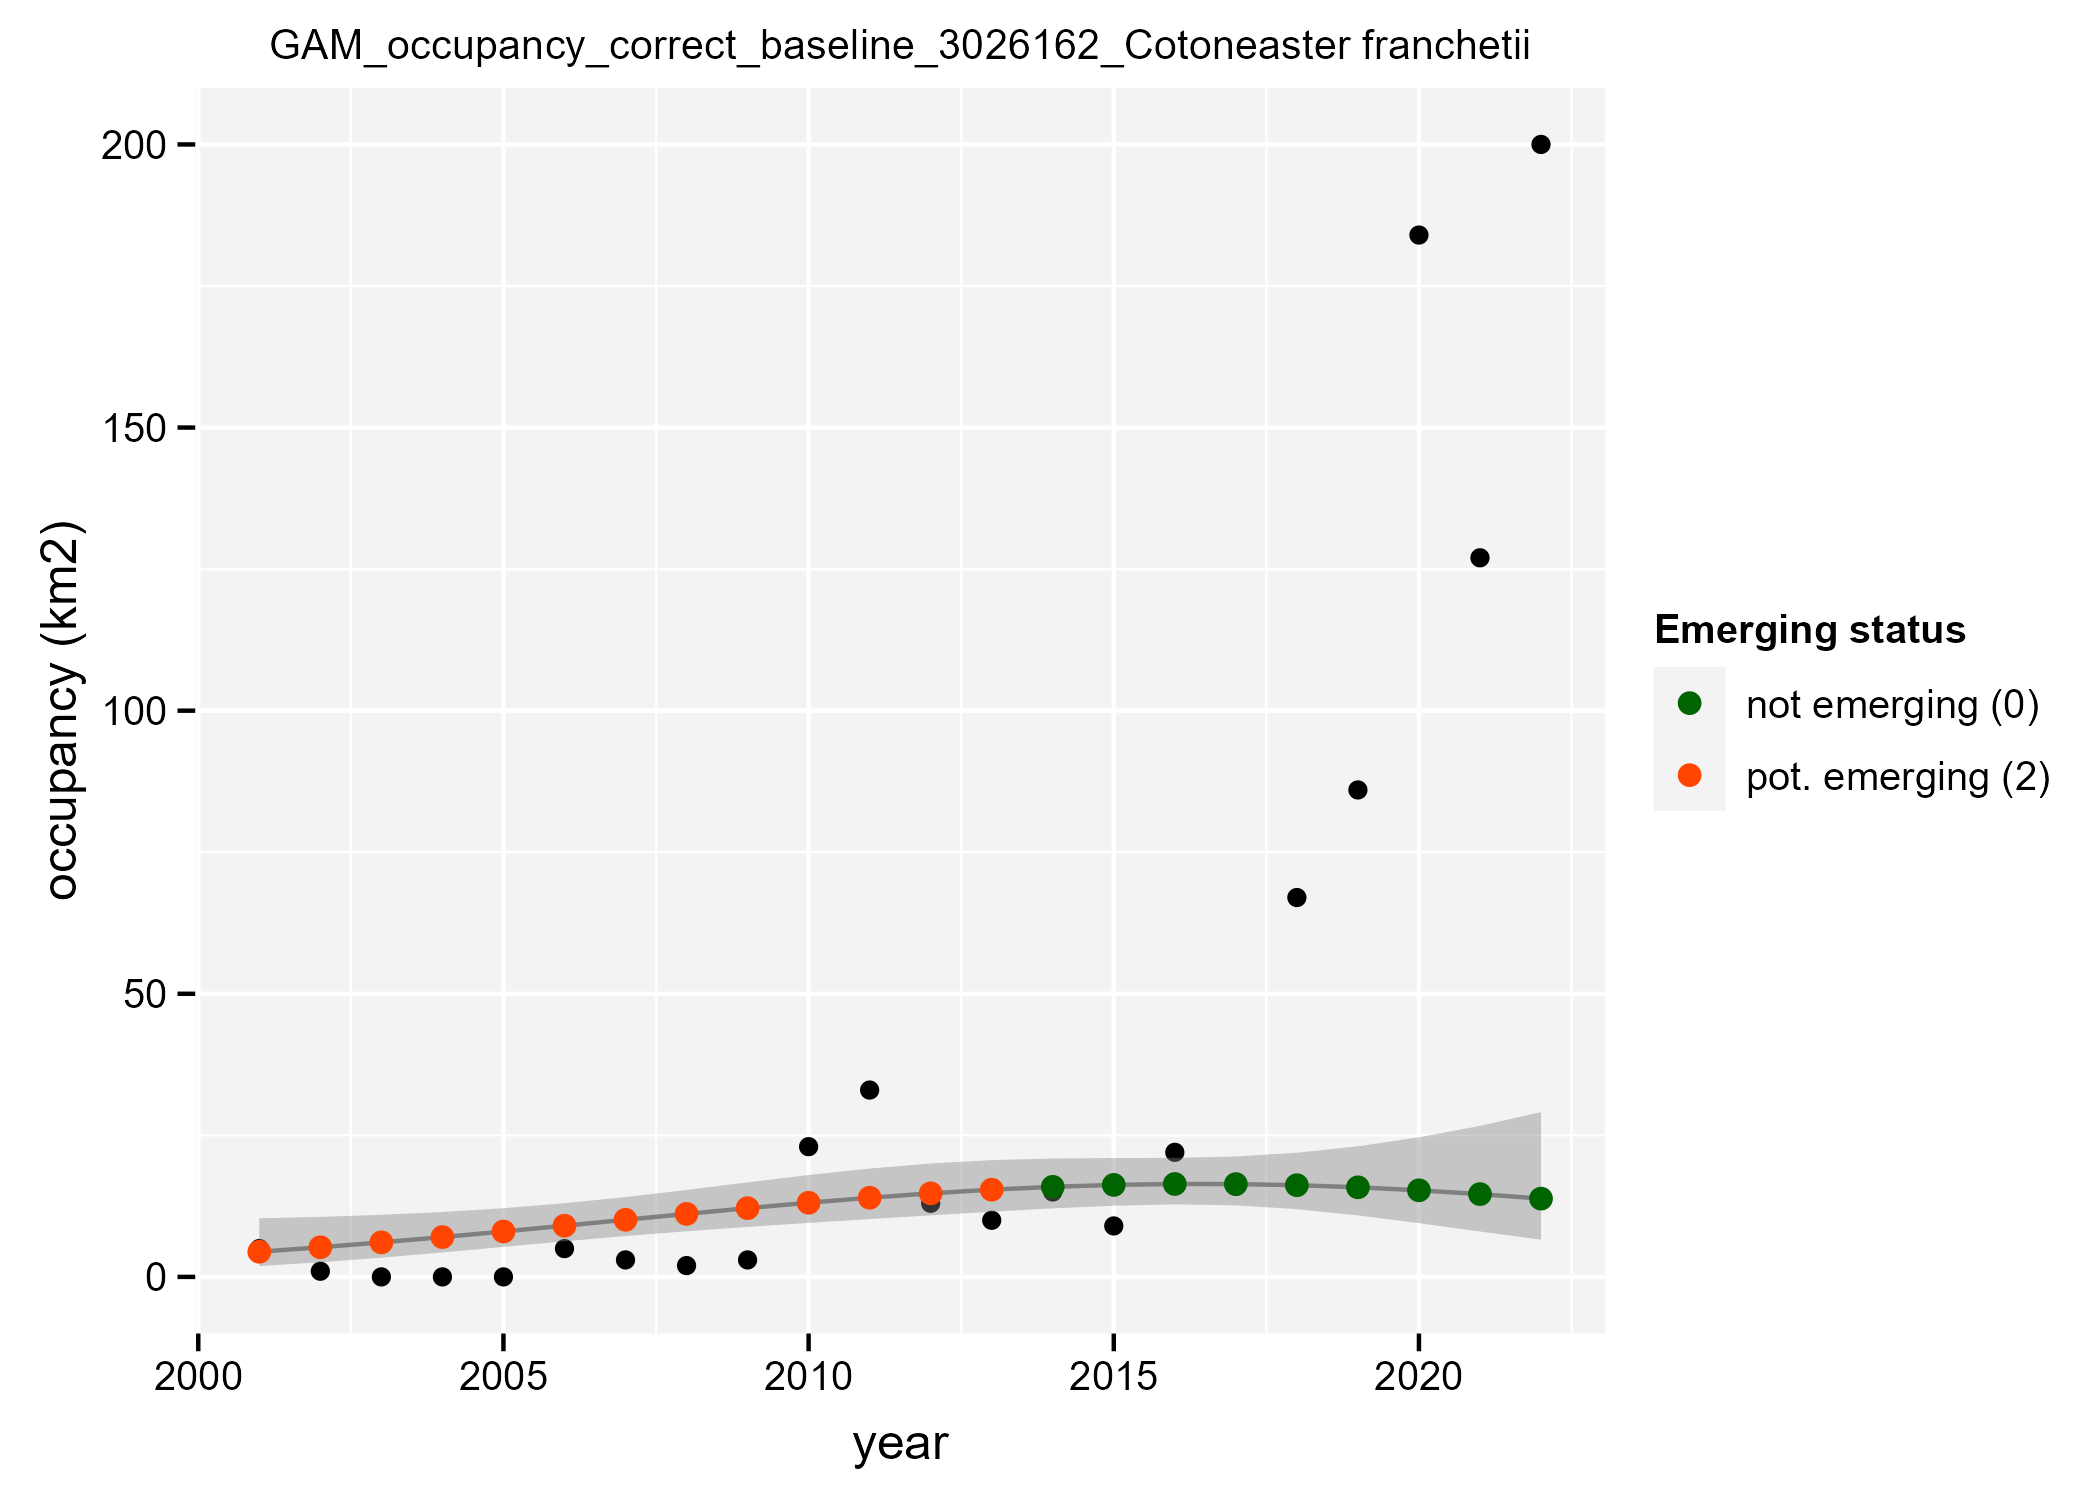 GAM_occupancy_correct_baseline_3026162_Cotoneaster franchetii
200
150
100
50
0
occupancy (km2)
2000 2005 2010 2015 2020
year
Emerging status
not emerging (0)
pot. emerging (2)